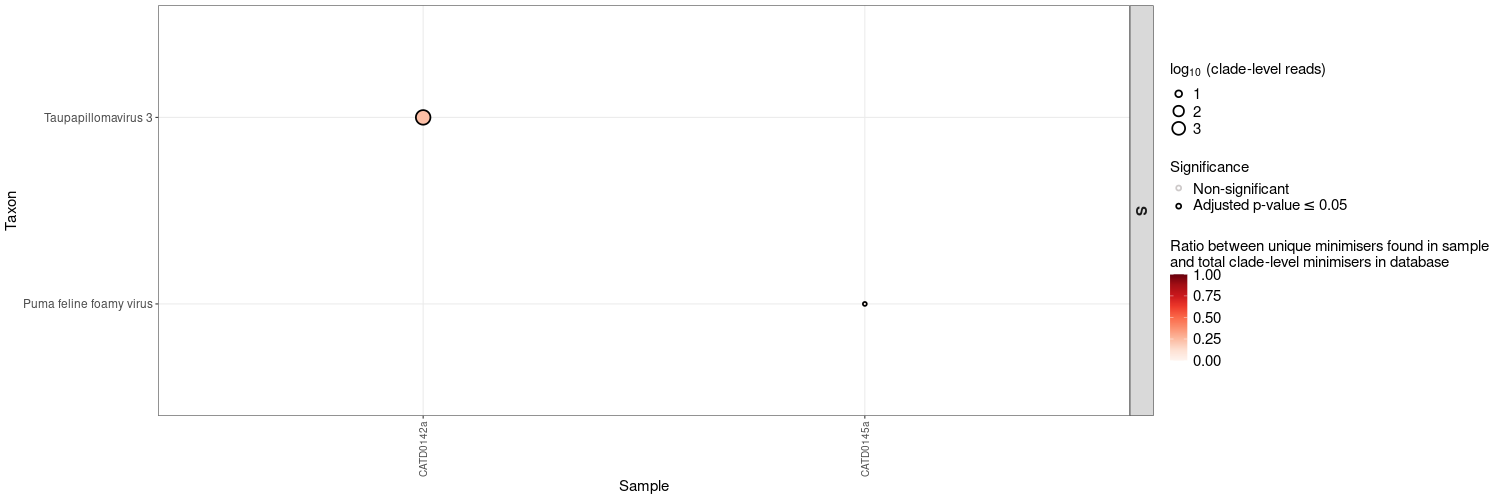 Taxon
Taupapillomavirus 3
Puma feline foamy virus
CATD0142a
CATD0145a
Sample
S
log10 (clade-level reads)
1
2
3
Significance
Non-significant
Adjusted p-value ≤ 0.05
Ratio between unique minimisers found in sample
and total clade-level minimisers in database
1.00
0.75
0.50
0.25
0.00